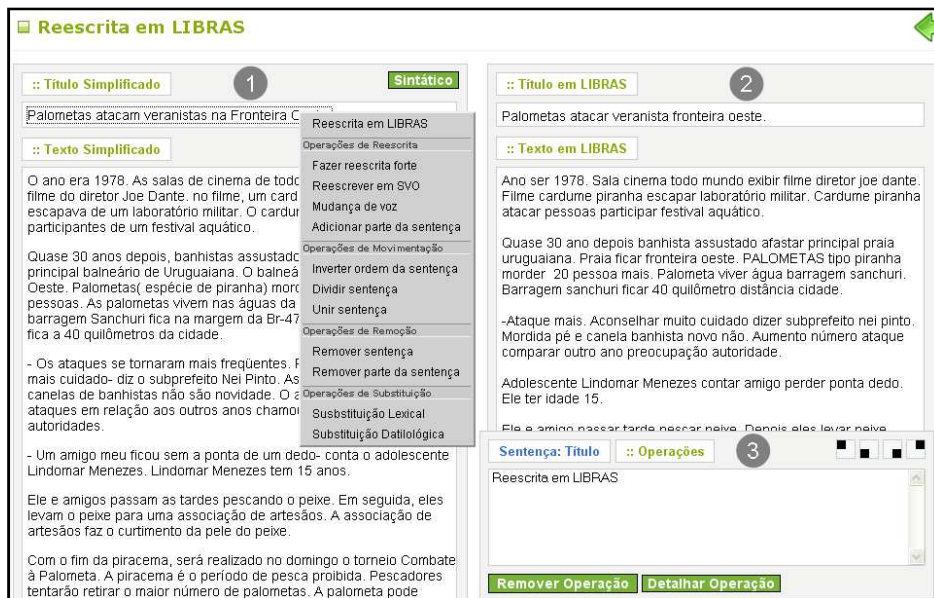 Reescrita em LIBRAS
:: Título Simplificado
1
Sintático
Palometas atacam veranistas na Fronteira
:: Texto Simplificado
O ano era 1978. As salas de cinema de
filme do diretor Joe Dante. no filme, um
escapava de um laboratório militar. O
participantes de um festival aquático.
Quase 30 anos depois, banhistas
principal balneário de Uruguaiana. O
Oeste. Palometas( espécie de piranha)
pessoas. As palometas vivem nas águas da
barragem Sanchuri fica na margem da
fica a 40 quilômetros da cidade.
- Os ataques se tornaram mais freqüentes.
mais cuidado- diz o subprefeito Nei Pinto.
canelas de banhistas não são novidade. O
ataques em relação aos outros anos
autoridades.
- Um amigo meu ficou sem a ponta de um dedo- conta o adolescente
Lindomar Menezes. Lindomar Menezes tem 15 anos.
Ele e amigos passam as tardes pescando o peixe. Em seguida, eles
levam o peixe para uma associação de artesãos. A associação de
artesãos faz o curtimento da pele do peixe.
Com o fim da piracema, será realizado no domingo o torneio Combate
à Palometa. A piracema é o período de pesca proibida. Pescadores
tentarão retirar o maior número de palometas. A palometa pode
Reescrita em LIBRAS
Operações de Reescrita
Fazer reescrita forte
Reescrever em SVO
Mudança de voz
Adicionar parte da sentença
Operações de Movimentação
Inverter ordem da sentença
Dividir sentença
Unir sentença
Operações de Remoção
Remover sentença
Remover parte da sentença
Operações de Substituição
Susbstituição Lexical
Substituição Datilológica
:: Título em LIBRAS
2
Palometas atacar veranista fronteira oeste.
:: Texto em LIBRAS
Ano ser 1978. Sala cinema todo mundo exibir filme diretor joe dante.
Filme cardume piranha escapar laboratório militar. Cardume piranha
atacar pessoas participar festival aquático.
Quase 30 ano depois banhista assustado afastar principal praia
uruguaiana. Praia ficar fronteira oeste. PALOMETAS tipo piranha
morder 20 pessoa mais. Palometa viver água barragem sanchuri.
Barragem sanchuri ficar 40 quilômetro distância cidade.
-Ataque mais. Aconselhar muito cuidado dizer subprefeito nei pinto.
Mordida pé e canela banhista novo não. Aumento número ataque
comparar outro ano preocupação autoridade.
Adolescente Lindomar Menezes contar amigo perder ponta dedo.
Ele ter idade 15.
Ele e amigo passar tarde pescar peixe. Depois eles levar peixe
Sentença: Título
:: Operações
3
Reescrita em LIBRAS
Remover Operação
Detalhar Operação